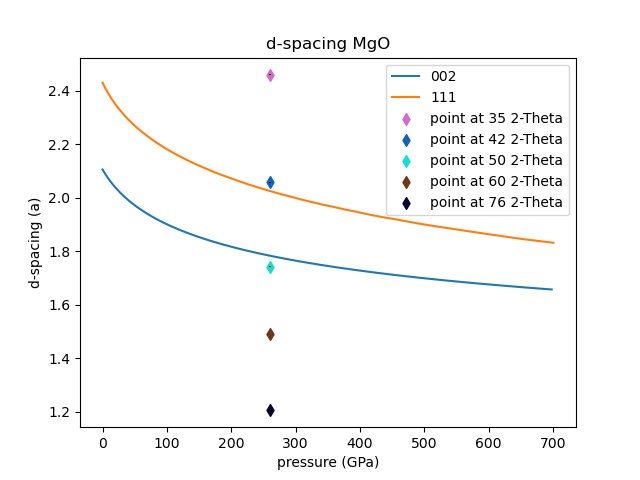 d-spacing MgO
002
111
point at 35 2-Theta
point at 42 2-Theta
point at 50 2-Theta
point at 60 2-Theta
point at 76 2-Theta
d-spacing (a)
2.4
2.2
2.0
1.8
1.6
1.4
1.2
0 100 200 300 400 500 600 700
pressure (GPa)